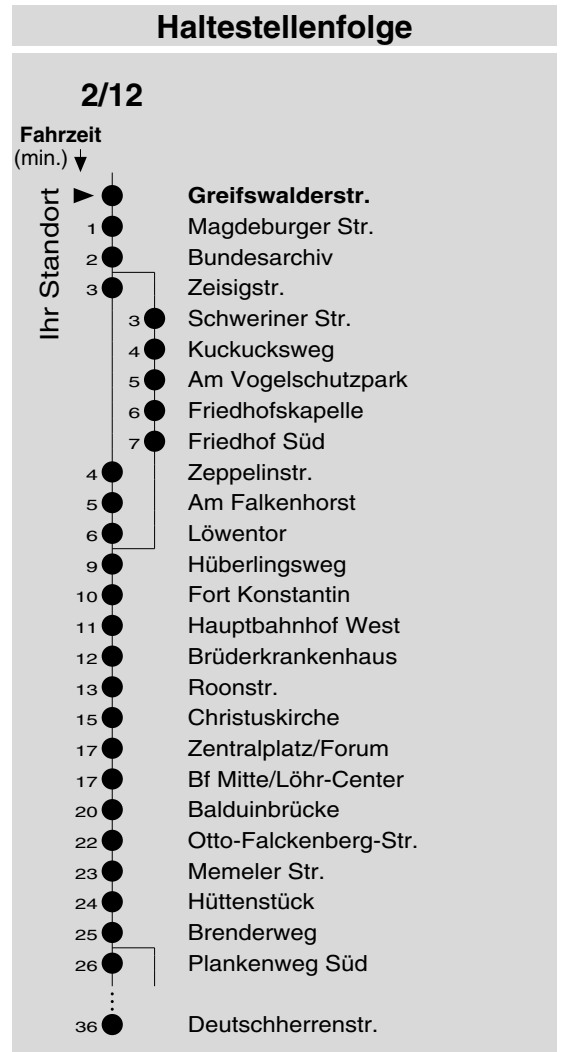 Haltestellenfolge
2/12
Fahrzeit
(min.)
Ihr Standort
Greifswalderstr.
1 Magdeburger Str.
2 Bundesarchiv
3 Zeisigstr.
3 Schweriner Str.
4 Kuckucksweg
5 Am Vogelschutzpark
6 Friedhofskapelle
7 Friedhof Süd
4 Zeppelinstr.
5 Am Falkenhorst
6 Löwentor
9 Hüberlingsweg
10 Fort Konstantin
11 Hauptbahnhof West
12 Brüderkrankenhaus
13 Roonstr.
15 Christuskirche
17 Zentralplatz/Forum
17 Bf Mitte/Löhr-Center
20 Balduinbrücke
22 Otto-Falckenberg-Str.
23 Memeler Str.
24 Hüttenstück
25 Brenderweg
26 Plankenweg Süd
36 Deutschherrenstr.